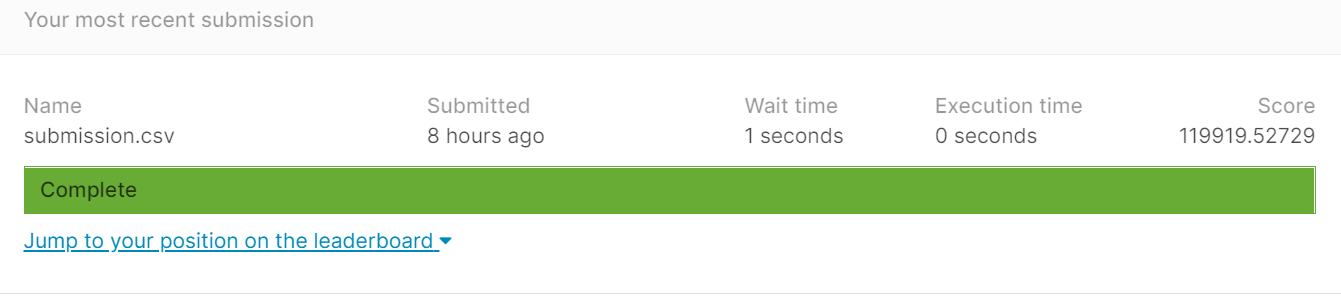 Your most recent submission
Name Submitted Wait time Execution time Score
submission.csv 8 hours ago 1 seconds 0 seconds 119919.52729
Complete
Jump to your position on the leaderboard